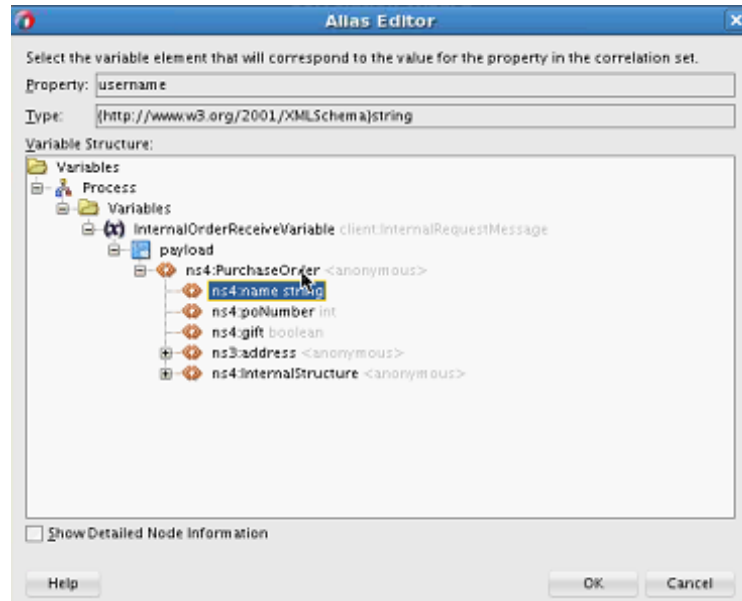 Alias Editor
Select the variable element that will correspond to the value for the property in the correlation set.
Property: username
Type: {http://www.w3.org/2001/XMLSchema}string
Variable Structure:
Variables
Process
Variables
(x) InternalOrderReceiveVariable client:InternalRequestMessage
payload
ns4:PurchaseOrder <anonymous>
ns4:name string
ns4:poNumber int
ns4:gift boolean
ns3:address <anonymous>
ns4:InternalStructure <anonymous>
Show Detailed Node Information
Help OK Cancel